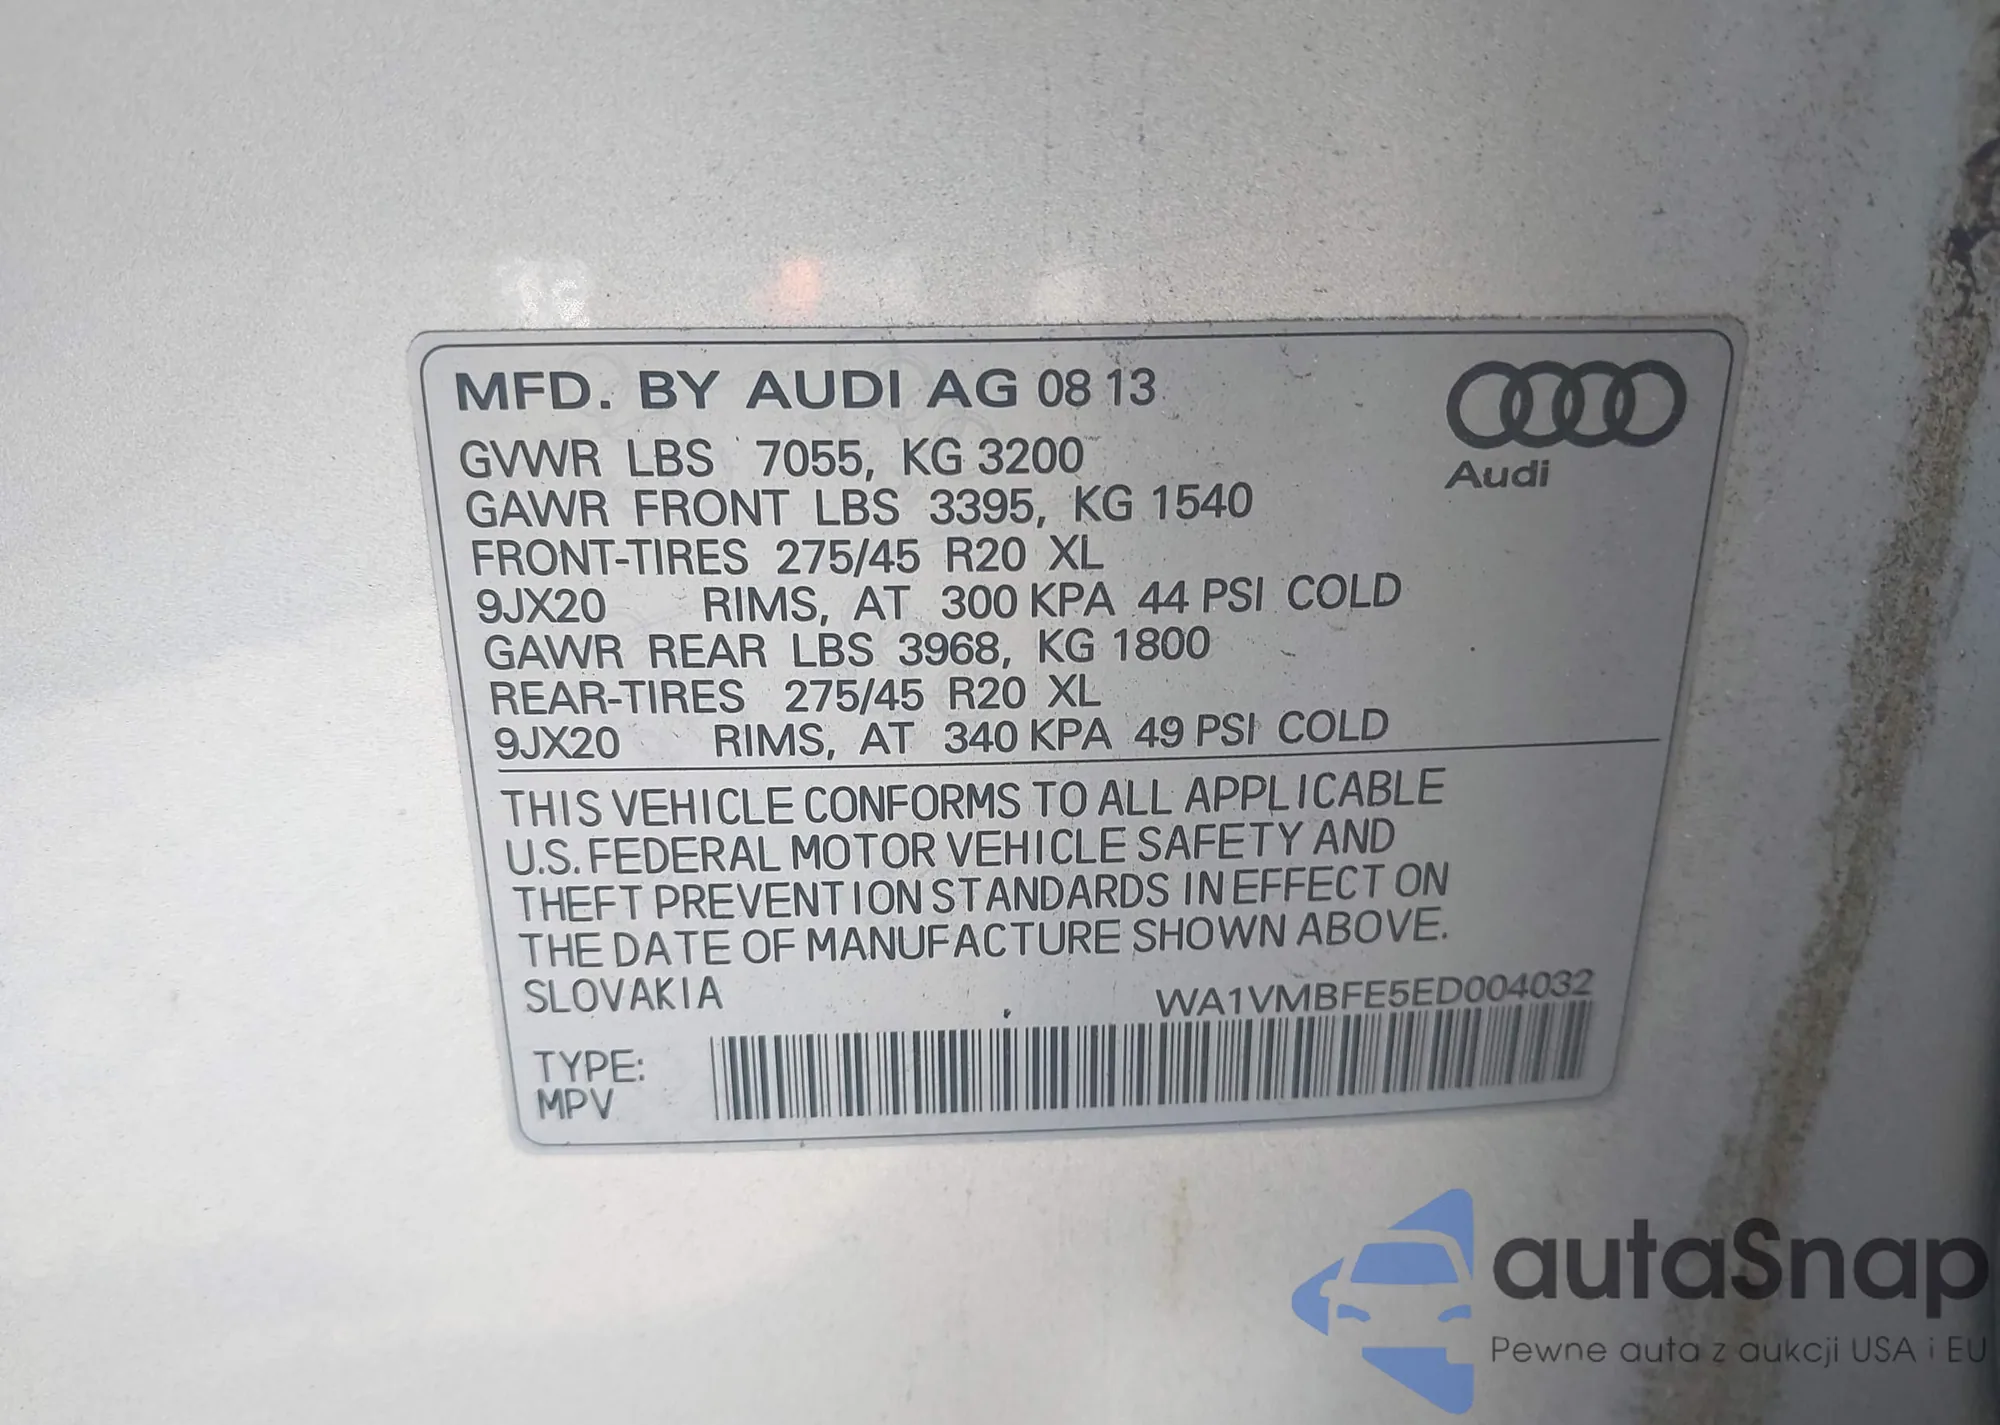 MFD. BY AUDI AG 08 13
GVWR LBS 7055, KG 3200
GAWR FRONT LBS 3395, KG 1540
FRONT-TIRES 275/45 R20 XL
9JX20 RIMS, AT 300 KPA 44 PSI COLD
GAWR REAR LBS 3968, KG 1800
REAR-TIRES 275/45 R20 XL
9JX20 RIMS, AT 340 KPA 49 PSI COLD
Audi
THIS VEHICLE CONFORMS TO ALL APPLICABLE
U.S. FEDERAL MOTOR VEHICLE SAFETY AND
THEFT PREVENTION STANDARDS IN EFFECT ON
THE DATE OF MANUFACTURE SHOWN ABOVE.
SLOVAKIA WA1VMBFE5ED004032
TYPE:
MPV
autaSnap
Pewne auta z aukcji USA i EU